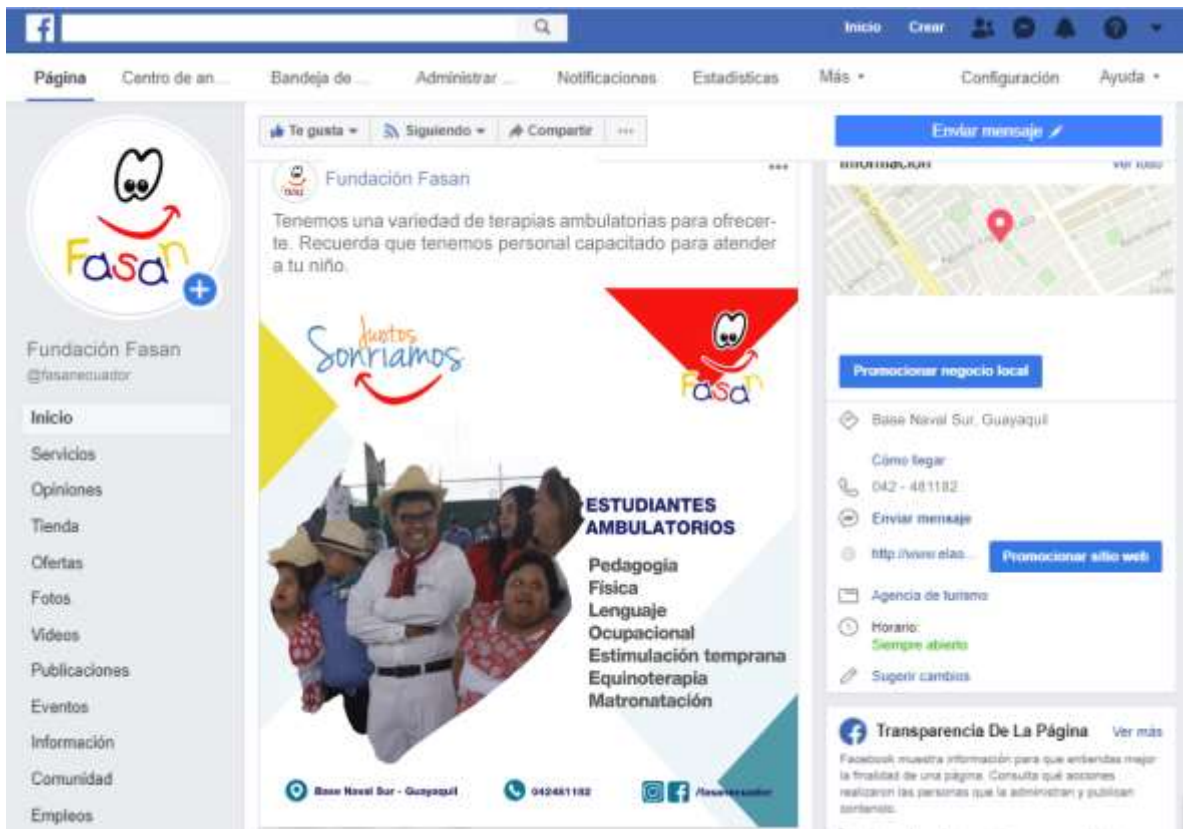 f
Inicio Crear
Página Centro de an... Bandeja de ... Administrar ... Notificaciones Estadísticas Más Configuración Ayuda
Te gusta Siguiendo Compartir ...
Enviar mensaje
Fasan
Fundación Fasan
@fasanecuador
Inicio
Servicios
Opiniones
Tienda
Ofertas
Fotos
Videos
Publicaciones
Eventos
Información
Comunidad
Empleos
Fundación Fasan
Tenemos una variedad de terapias ambulatorias para ofrecer-
te. Recuerda que tenemos personal capacitado para atender
a tu niño.
Juntos
Sonriamos
Fasan
ESTUDIANTES
AMBULATORIOS
Pedagogia
Física
Lenguaje
Ocupacional
Estimulación temprana
Equinoterapia
Matronatación
Base Naval Sur - Guayaquil 042481182 /fasanecuador
Información Ver todo
Promocionar negocio local
Base Naval Sur, Guayaquil
Cómo llegar
042 - 481182
Enviar mensaje
http://www.elao... Promocionar sitio web
Agencia de turismo
Horario:
Siempre abierto
Sugerir cambios
Transparencia De La Página Ver más
Facebook muestra información para que entiendas mejor
la finalidad de una página. Consulta qué acciones
realizaron las personas que la administran y publican
contenido.